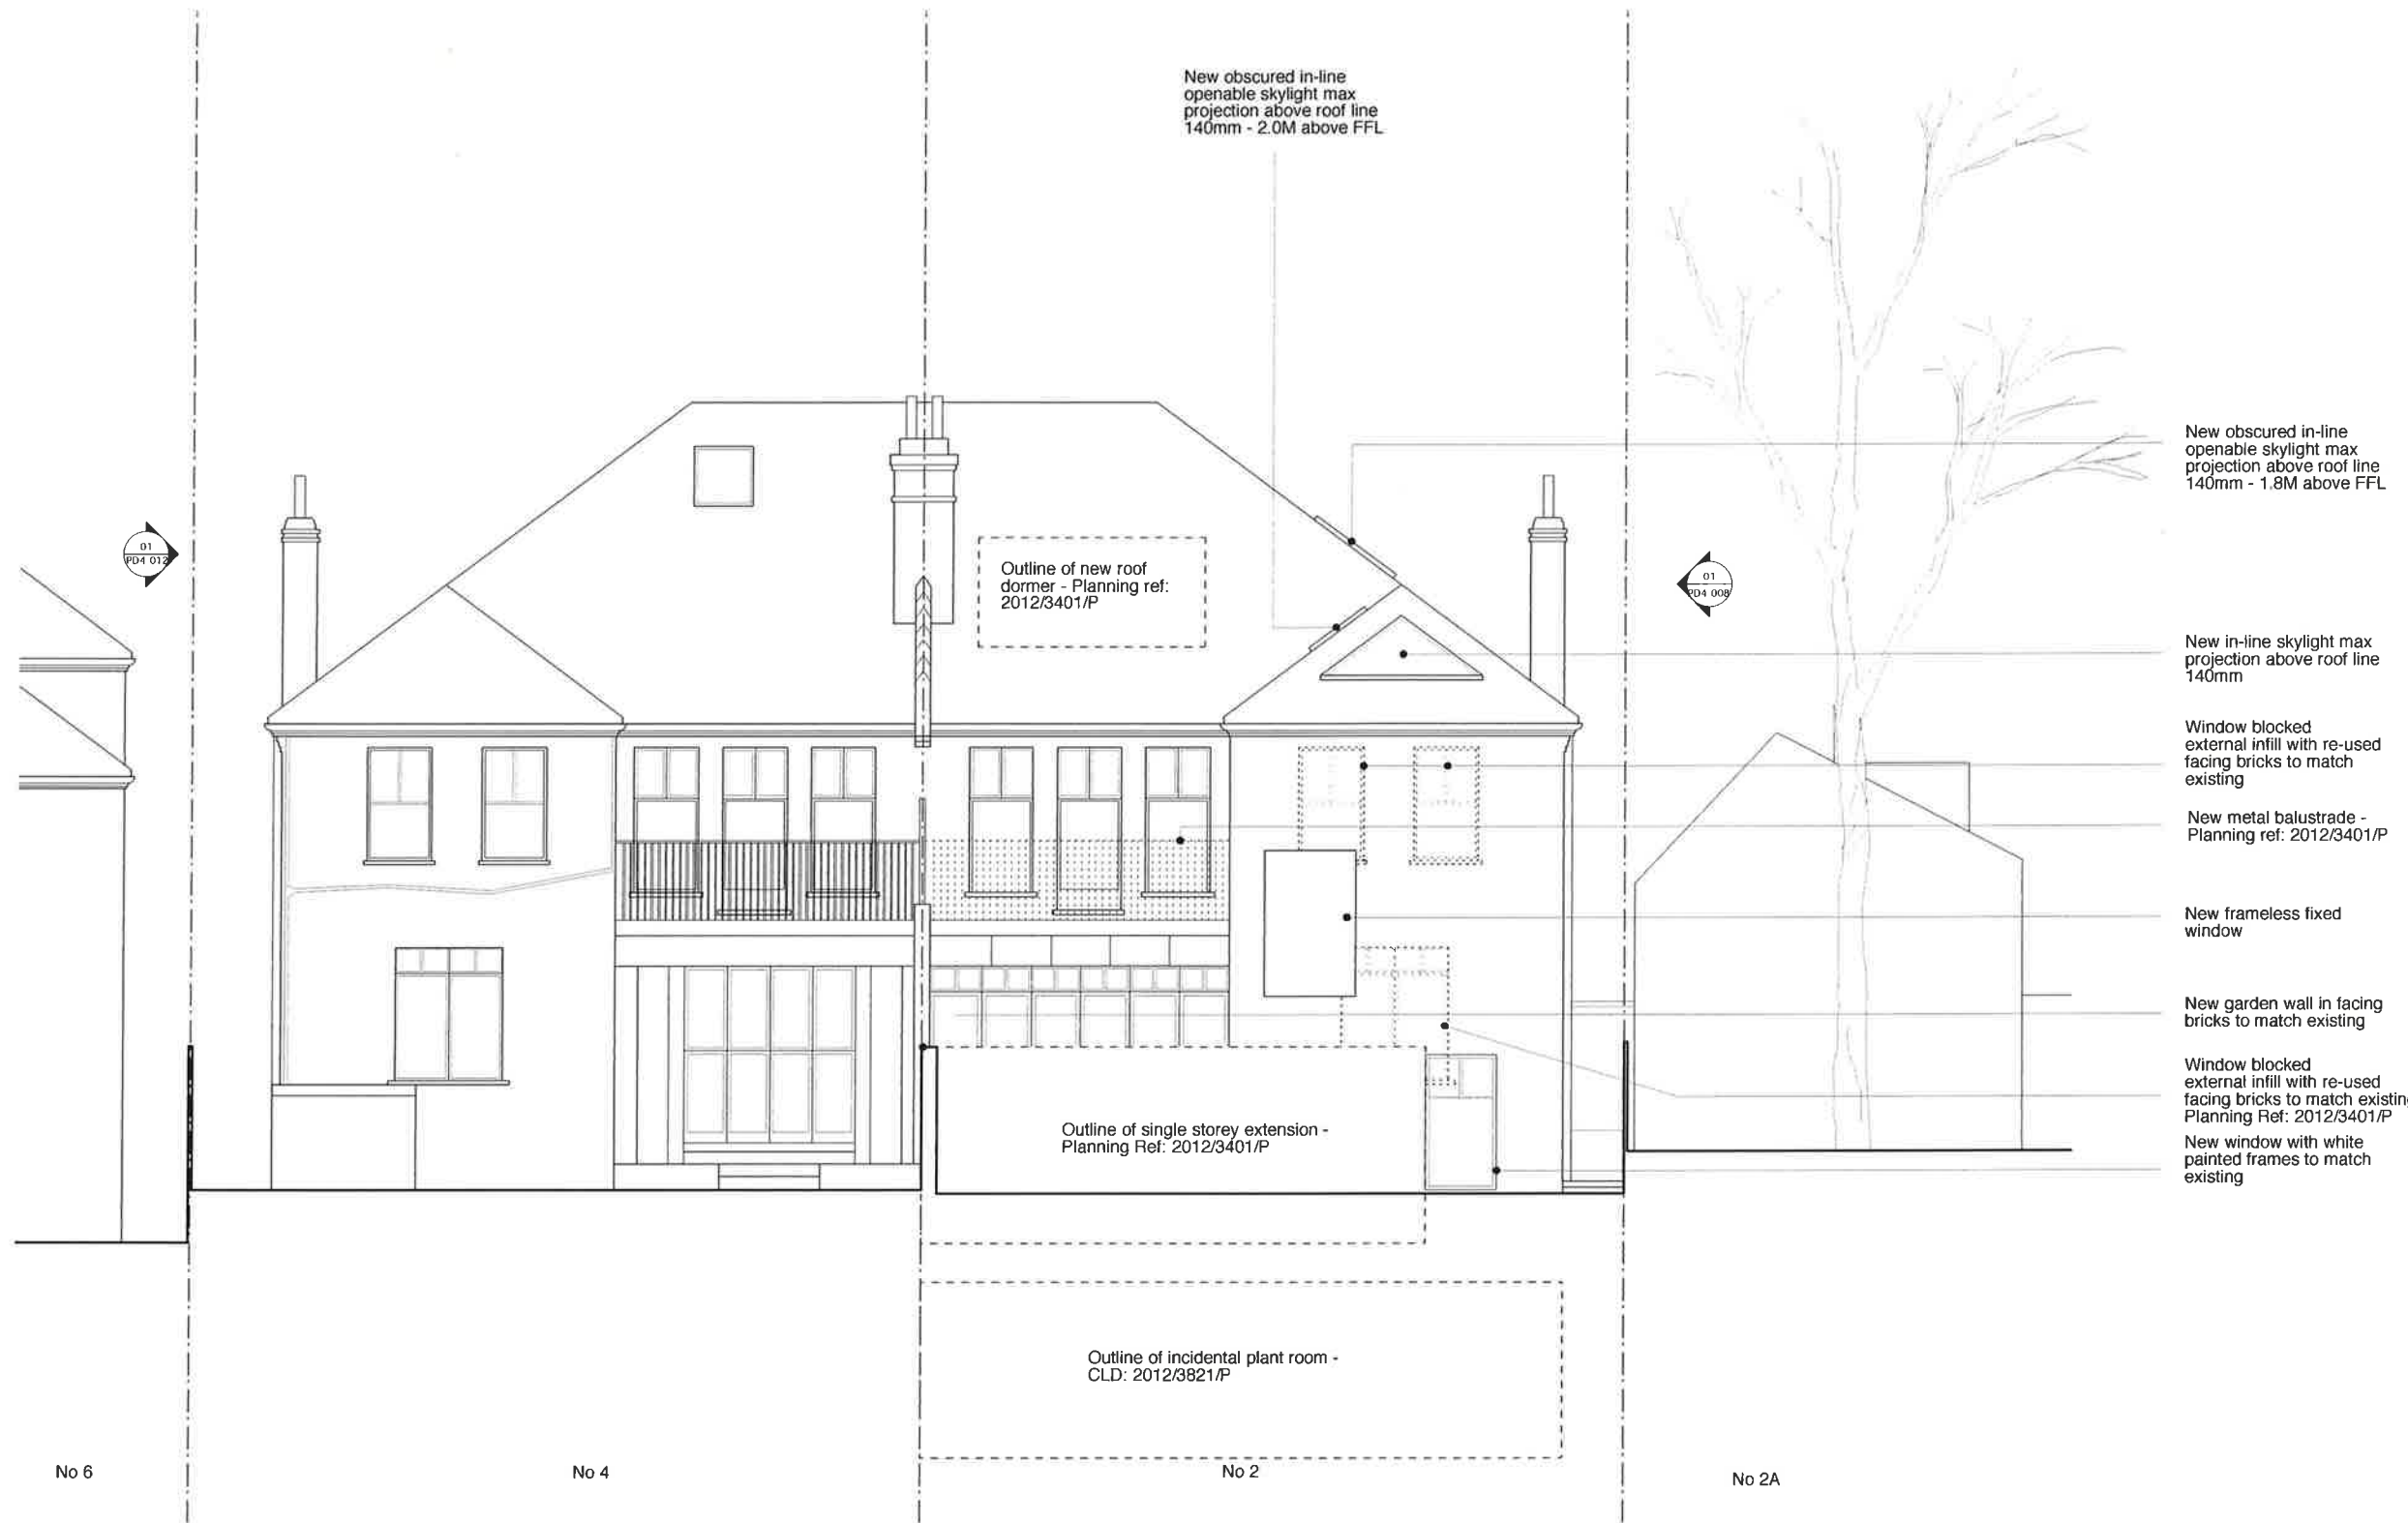 New obscured in-line
openable skylight max
projection above roof line
140mm - 2.0M above FFL
New obscured in-line
openable skylight max
projection above roof line
140mm - 1.8M above FFL
01
PD4 012
Outline of new roof
dormer - Planning ref:
2012/3401/P
01
PD4 008
New in-line skylight max
projection above roof line
140mm
Window blocked
external infill with re-used
facing bricks to match
existing
New metal balustrade -
Planning ref: 2012/3401/P
New frameless fixed
window
New garden wall in facing
bricks to match existing
Window blocked
external infill with re-used
facing bricks to match existin
Planning Ref: 2012/3401/P
New window with white
painted frames to match
existing
Outline of single storey extension -
Planning Ref: 2012/3401/P
Outline of incidental plant room -
CLD: 2012/3821/P
No 6
No 4
No 2
No 2A